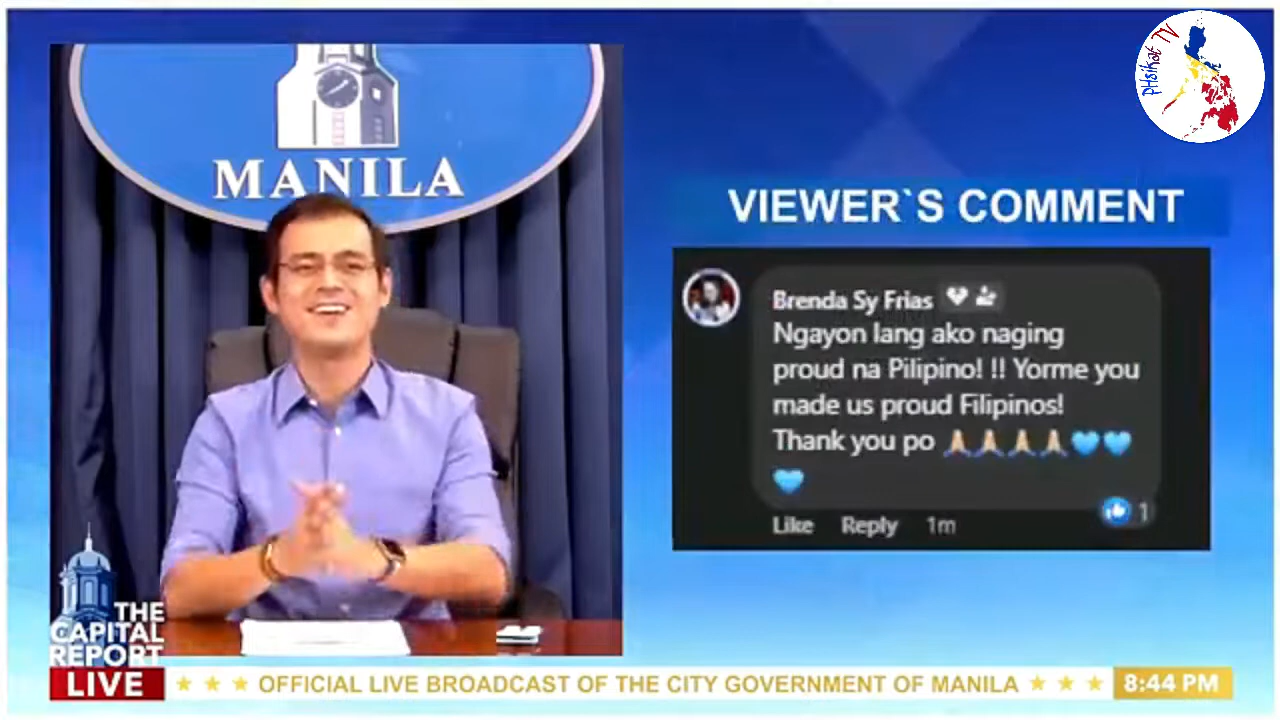 PHsikat TV
MANILA
VIEWER`S COMMENT
Brenda Sy Frias
Ngayon lang ako naging
proud na Pilipino! !! Yorme you
made us proud Filipinos!
Thank you po 🙏🏼🙏🏼🙏🏼🙏🏼💙💙
💙
Like Reply 1m
1
THE
CAPITAL
REPORT
LIVE
★ ★ ★ OFFICIAL LIVE BROADCAST OF THE CITY GOVERNMENT OF MANILA ★ ★ ★
8:44 PM